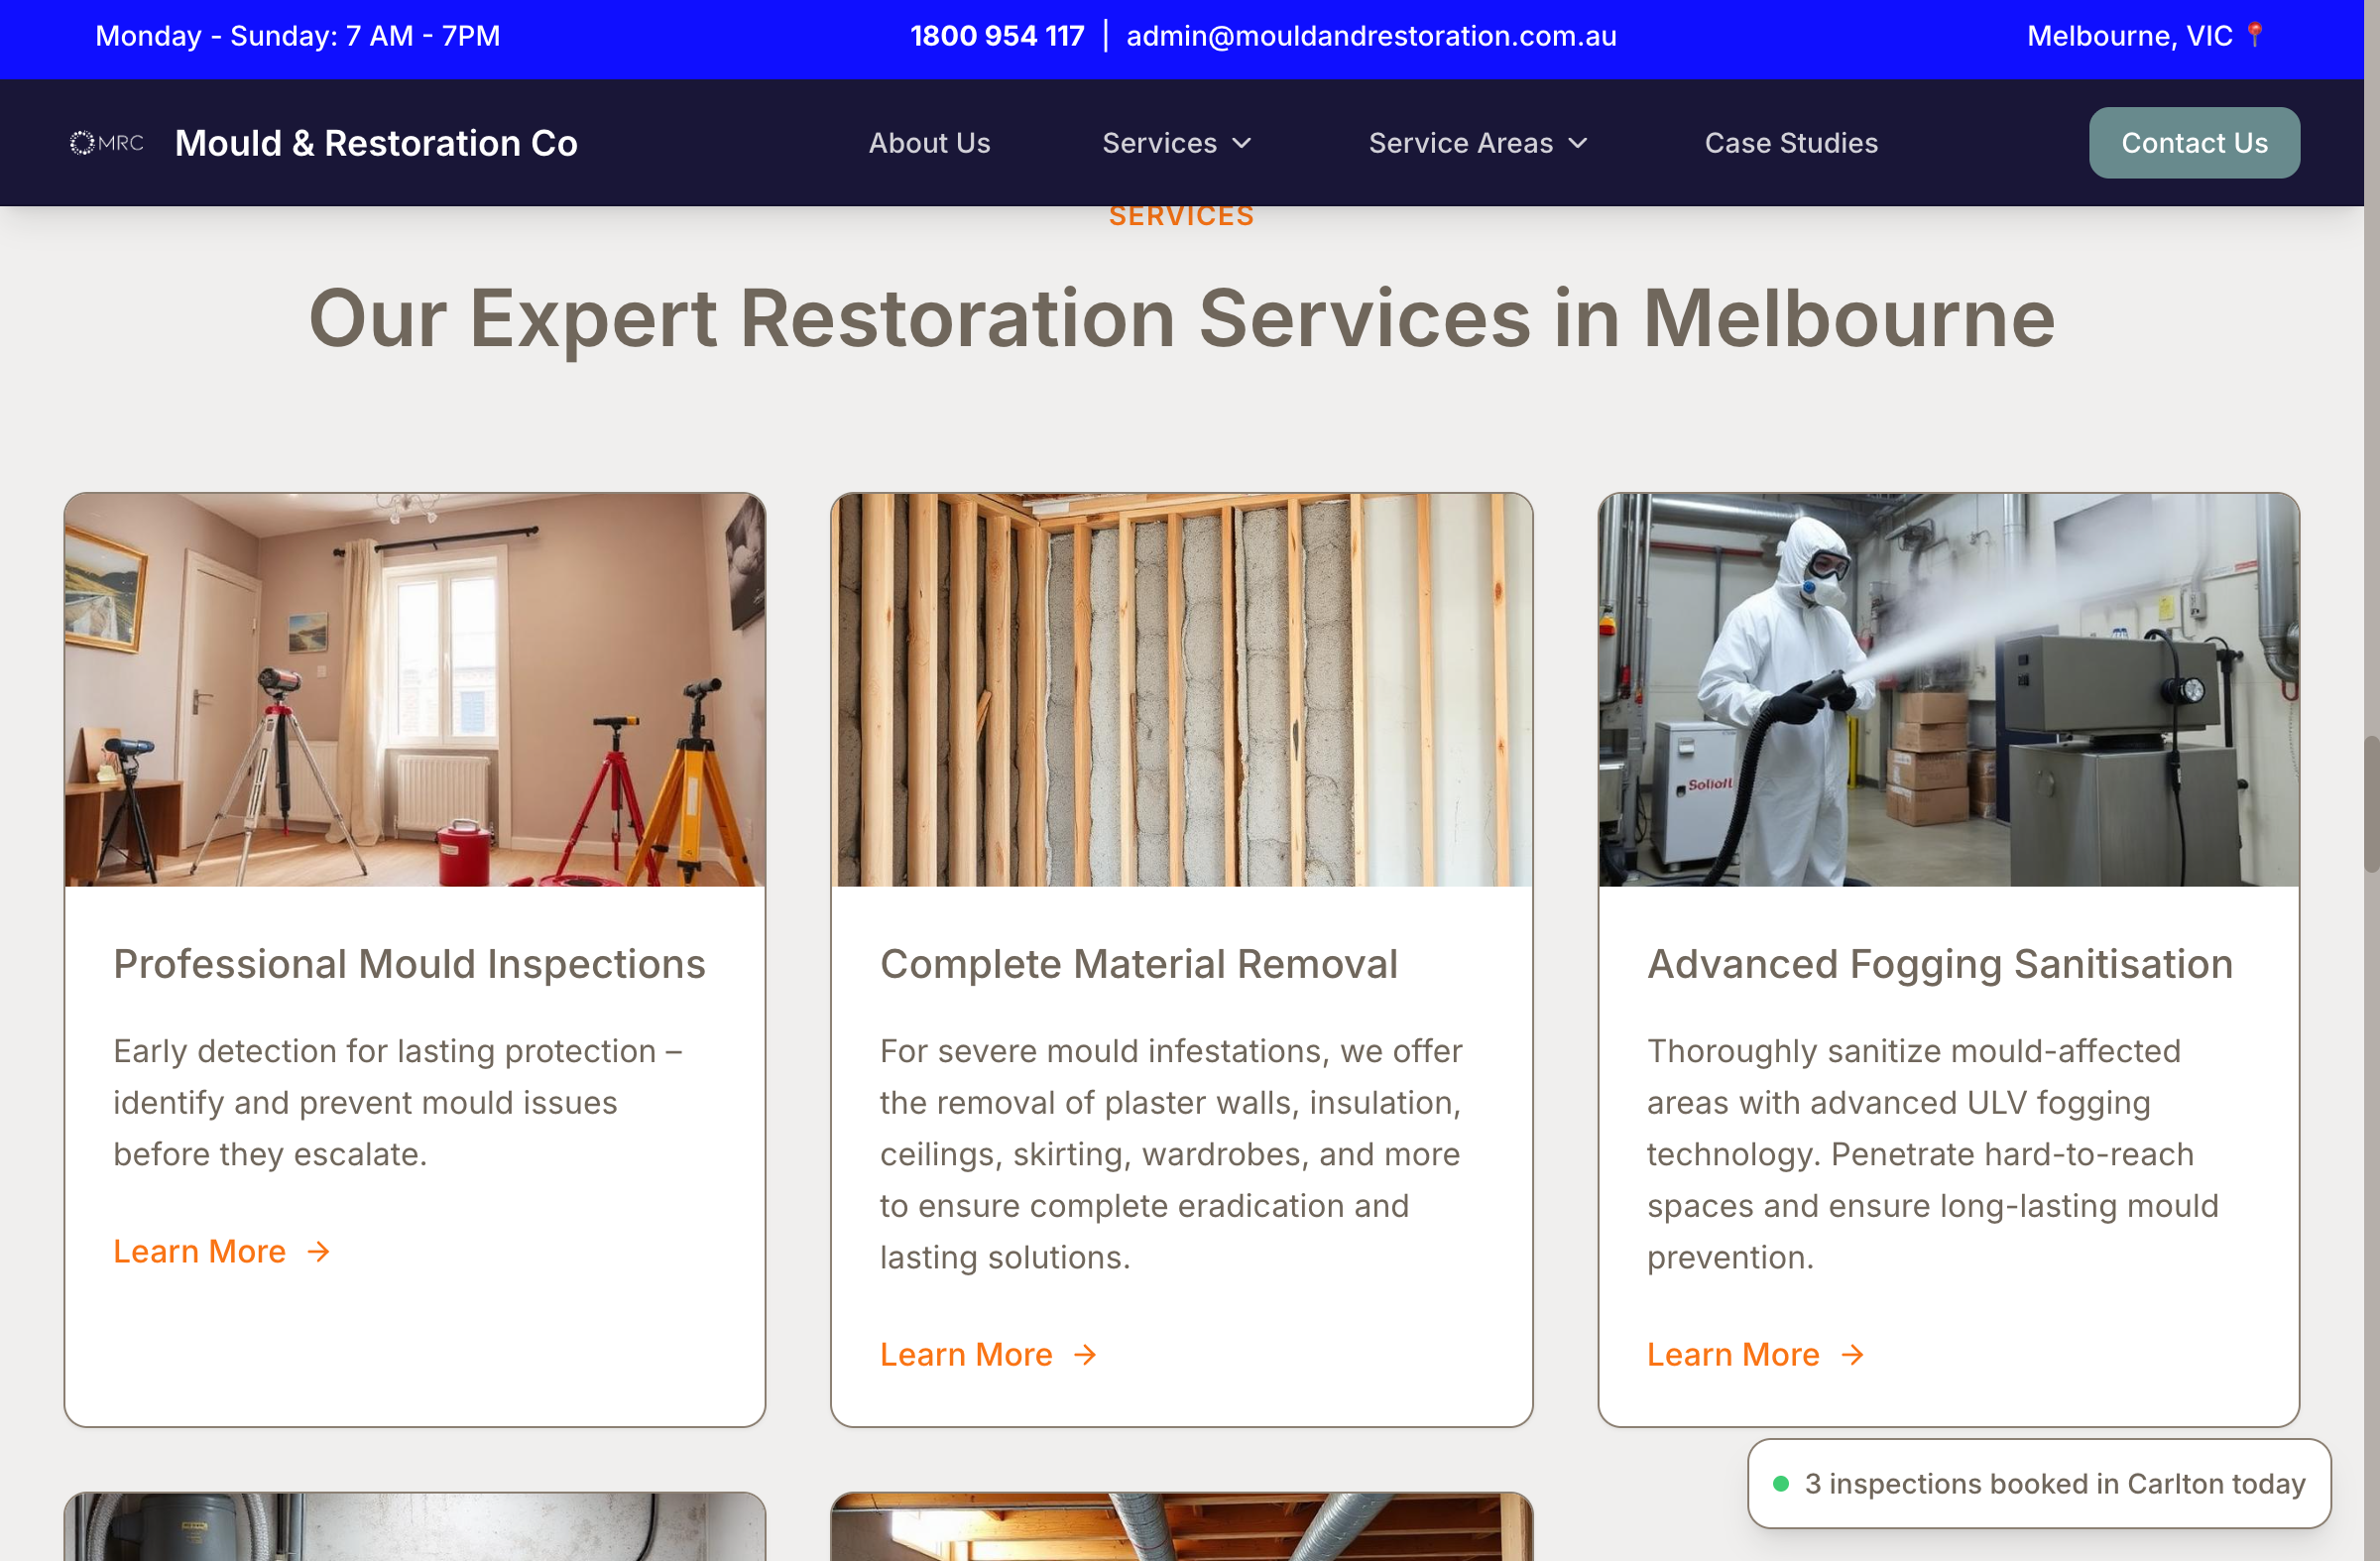 Monday - Sunday: 7 AM - 7PM
1800 954 117 | admin@mouldandrestoration.com.au
Melbourne, VIC 📍
MRC
Mould & Restoration Co
About Us
Services
Service Areas
Case Studies
Contact Us
SERVICES
Our Expert Restoration Services in Melbourne
Soliolt
Professional Mould Inspections
Early detection for lasting protection –
identify and prevent mould issues
before they escalate.
Learn More →
Complete Material Removal
For severe mould infestations, we offer
the removal of plaster walls, insulation,
ceilings, skirting, wardrobes, and more
to ensure complete eradication and
lasting solutions.
Learn More →
Advanced Fogging Sanitisation
Thoroughly sanitize mould-affected
areas with advanced ULV fogging
technology. Penetrate hard-to-reach
spaces and ensure long-lasting mould
prevention.
Learn More →
3 inspections booked in Carlton today